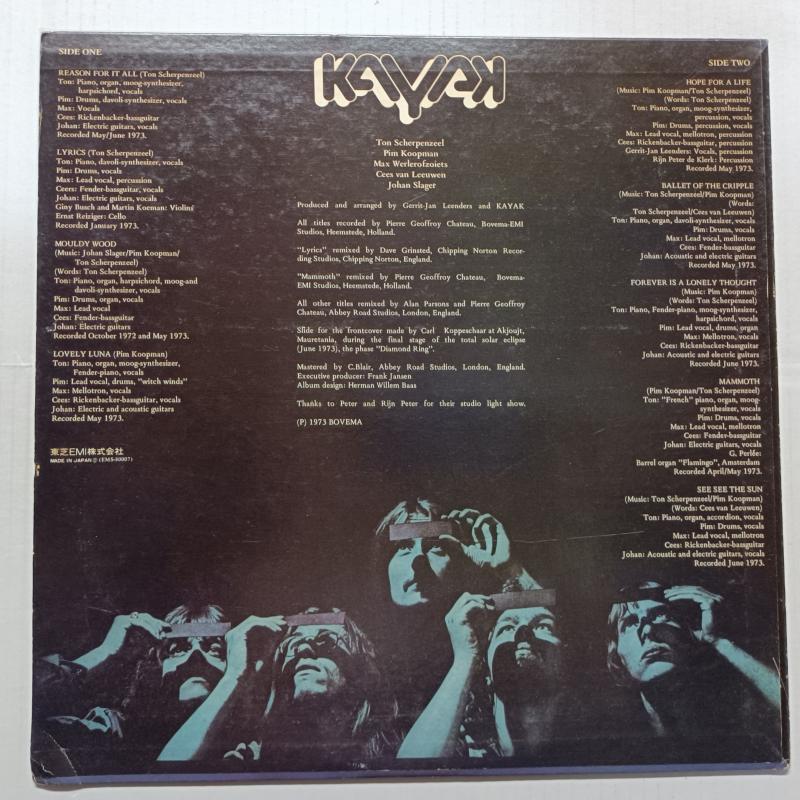 SIDE ONE
REASON FOR IT ALL (Ton Scherpenzeel)
Ton: Piano, organ, moog-synthesizer,
harpsichord, vocals
Pim: Drums, davoli-synthesizer, vocals
Max: Vocals
Cees: Rickenbacker-bassguitar
Johan: Electric guitars, vocals
Recorded May/June 1973.
LYRICS (Ton Scherpenzeel)
Ton: Piano, davoli-synthesizer, vocals
Pim: Drums, vocals
Max: Lead vocal, percussion
Ceers: Fender-bassguitar, vocals
Johan: Electric guitars, vocals
Giny Busch and Martin Koeman: Violins
Ernst Reiziger: Cello
Recorded January 1973.
MOULDY WOOD
(Music: Johan Slager/Pim Koopman/
Ton Scherpenzeel)
(Words: Ton Scherpenzeel)
Ton: Piano, organ, harpsichord, moog-and
davoli-synthesizer, vocals
Pim: Drums, organ, vocals
Max: Lead vocal
Cees: Fender-bassguitar
Johan: Electric guitars
Recorded October 1972 and May 1973.
LOVELY LUNA (Pim Koopman)
Ton: Piano, organ, moog-synthesizer,
Fender-piano, vocals
Pim: Lead vocal, drums, "witch winds"
Max: Mellotron, vocals
Cees: Rickenbacker-bassguitar, vocals
Johan: Electric and acoustic guitars
Recorded May 1973.
東芝EMI株式会社
MADE IN JAPAN Ⓟ (EMS-80007)
KAYAK
Ton Scherpenzeel
Pim Koopman
Max Werlerofzoiets
Cees van Leeuwen
Johan Slager
Produced and arranged by Gerrit-Jan Leenders and KAYAK
All titles recorded by Pierre Geoffroy Chateau, Bovema-EMI
Studios, Heemstede, Holland.
"Lyrics" remixed by Dave Grinsted, Chipping Norton Recor-
ding Studios, Chipping Norton, England.
"Mammoth" remixed by Pierre Geoffroy Chateau, Bovema-
EMI Studios, Heemstede, Holland.
All other titles remixed by Alan Parsons and Pierre Geoffroy
Chateau, Abbey Road Studios, London, England.
Slide for the frontcover made by Carl Koppeschaar at Akjoujt,
Mauretania, during the final stage of the total solar eclipse
(June 1973), the phase "Diamond Ring".
Mastered by C.Blair, Abbey Road Studios, London, England.
Executive producer: Frank Jansen
Album design: Herman Willem Baas
Thanks to Peter and Rijn Peter for their studio light show.
(P) 1973 BOVEMA
SIDE TWO
HOPE FOR A LIFE
(Music: Pim Koopman/Ton Scherpenzeel)
(Words: Ton Scherpenzeel)
Ton: Piano, organ, moog-synthesizer,
percussion, vocals
Pim: Drums, percussion, vocals
Max: Lead vocal, mellotron, percussion
Cees: Rickenbacker-bassguitar, percussion
Gerrit-Jan Leenders: Vocals, percussion
Rijn Peter de Klerk: Percussion
Recorded May 1973.
BALLET OF THE CRIPPLE
(Music: Ton Scherpenzeel/Pim Koopman)
(Words:
Ton Scherpenzeel/Cees van Leeuwen)
Ton: Piano, organ, davoli-synthesizer, vocals
Pim: Drums, vocals
Max: Lead vocal, mellotron
Cees: Fender-bassguitar
Johan: Acoustic and electric guitars, vocals
Recorded May 1973.
FOREVER IS A LONELY THOUGHT
(Music: Pim Koopman)
(Words: Ton Scherpenzeel)
Ton: Piano, Fender-piano, moog-synthesizer,
harpsichord, vocals
Pim: Lead vocal, drums, organ
Max: Mellotron, vocals
Cees: Rickenbacker-bassguitar, vocals
Johan: Acoustic and electric guitars
Recorded June 1973.
MAMMOTH
(Pim Koopman/Ton Scherpenzeel)
Ton: "French" piano, organ, moog-
synthesizer, vocals
Pim: Drums, vocals
Max: Lead vocal, mellotron
Cees: Fender-bassguitar
Johan: Electric guitars, vocals
G. Perlée:
Barrel organ "Flamingo", Amsterdam
Recorded April/May 1973.
SEE SEE THE SUN
(Music: Ton Scherpenzeel/Pim Koopman)
(Words: Cees van Leeuwen)
Ton: Piano, organ, accordion, vocals
Pim: Drums, vocals
Max: Lead vocal, mellotron
Cees: Rickenbacker-bassguitar
Johan: Acoustic and electric guitars, vocals
Recorded June 1973.